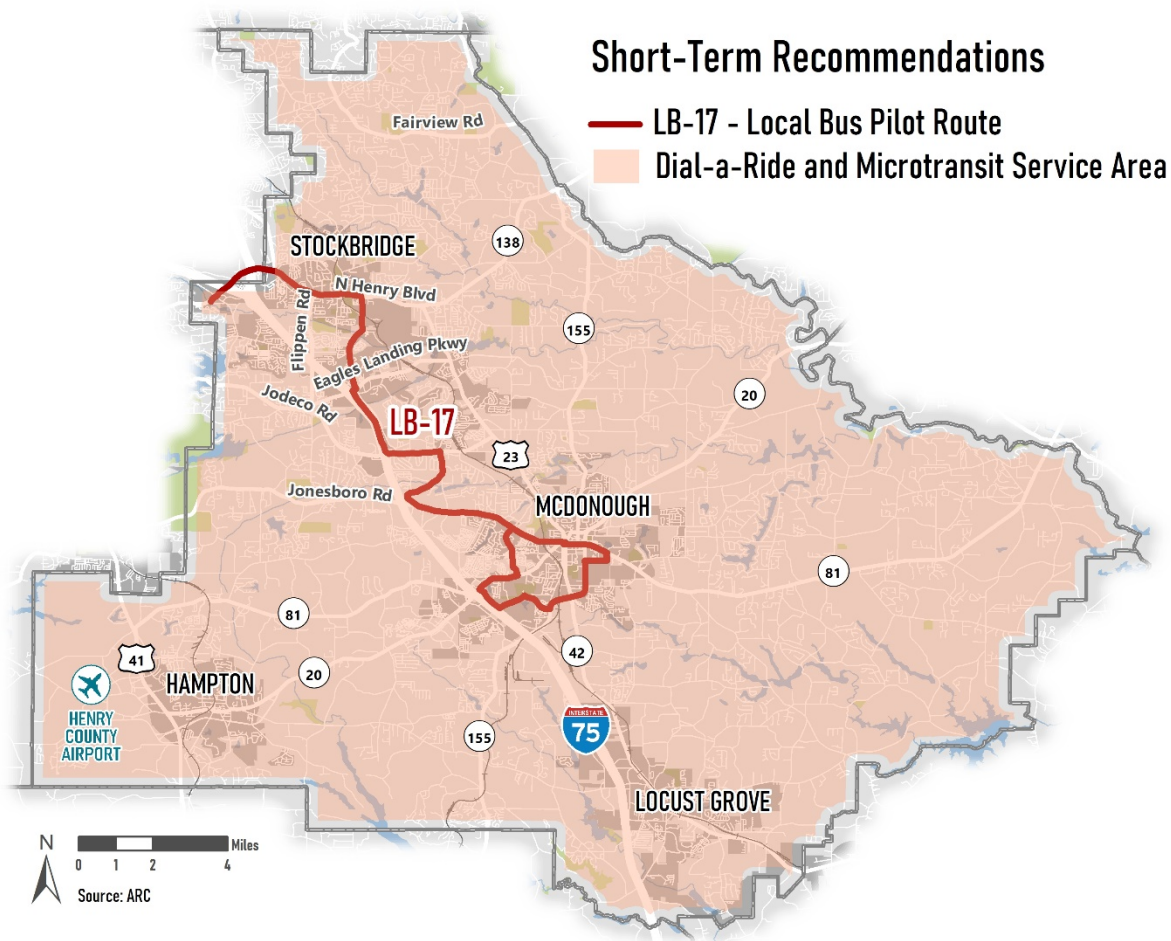 Short-Term Recommendations
LB-17 - Local Bus Pilot Route
Dial-a-Ride and Microtransit Service Area
Fairview Rd
STOCKBRIDGE
138
N Henry Blvd
Flippen Rd
155
Eagles Landing Pkwy
Jodeco Rd
20
LB-17
23
Jonesboro Rd
MCDONOUGH
81
81
42
41
20
HAMPTON
HENRY
COUNTY
AIRPORT
INTERSTATE
75
155
LOCUST GROVE
N
Miles
0 1 2 4
Source: ARC